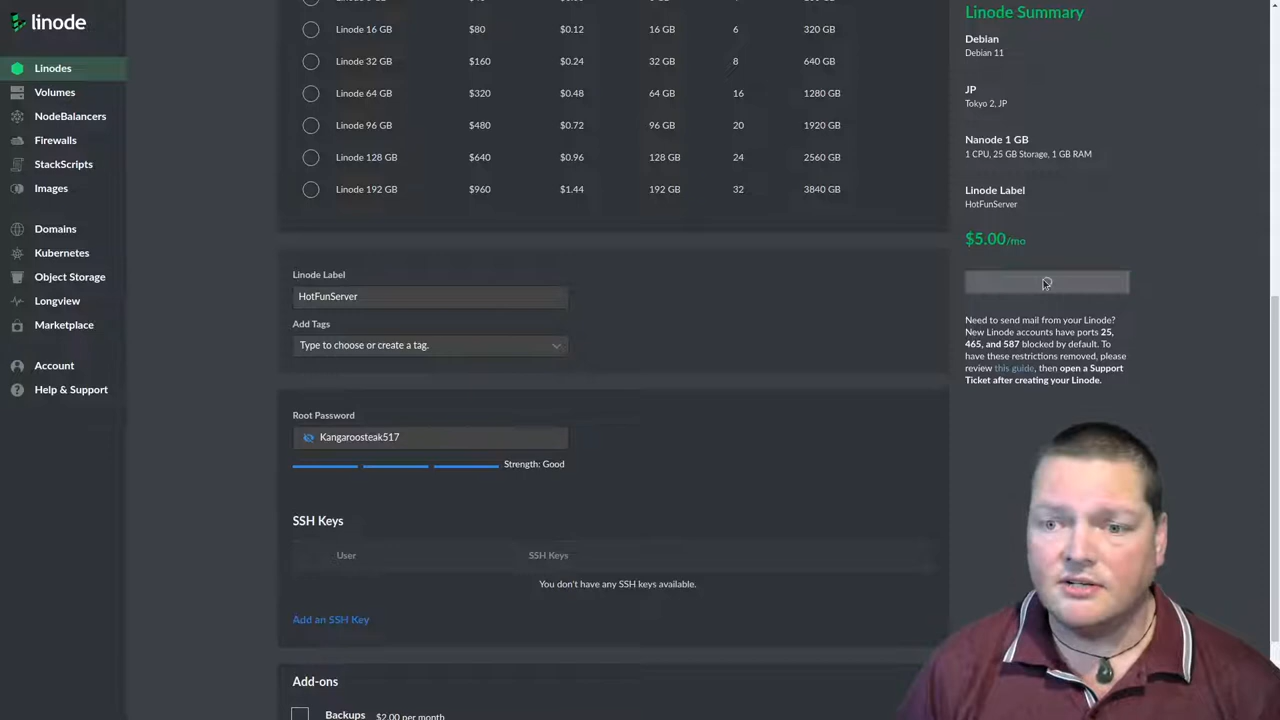 linode
Linodes
Volumes
NodeBalancers
Firewalls
StackScripts
Images
Domains
Kubernetes
Object Storage
Longview
Marketplace
Account
Help & Support
Linode 16 GB $80 $0.12 16 GB 6 320 GB
Linode 32 GB $160 $0.24 32 GB 8 640 GB
Linode 64 GB $320 $0.48 64 GB 16 1280 GB
Linode 96 GB $480 $0.72 96 GB 20 1920 GB
Linode 128 GB $640 $0.96 128 GB 24 2560 GB
Linode 192 GB $960 $1.44 192 GB 32 3840 GB
Linode Label
HotFunServer
Add Tags
Type to choose or create a tag.
Root Password
Kangaroosteak517
Strength: Good
SSH Keys
User SSH Keys
You don't have any SSH keys available.
Add an SSH Key
Add-ons
Backups $2.00 per month
Linode Summary
Debian
Debian 11
JP
Tokyo 2, JP
Nanode 1 GB
1 CPU, 25 GB Storage, 1 GB RAM
Linode Label
HotFunServer
$5.00/mo
Need to send mail from your Linode?
New Linode accounts have ports 25,
465, and 587 blocked by default. To
have these restrictions removed, please
review this guide, then open a Support
Ticket after creating your Linode.